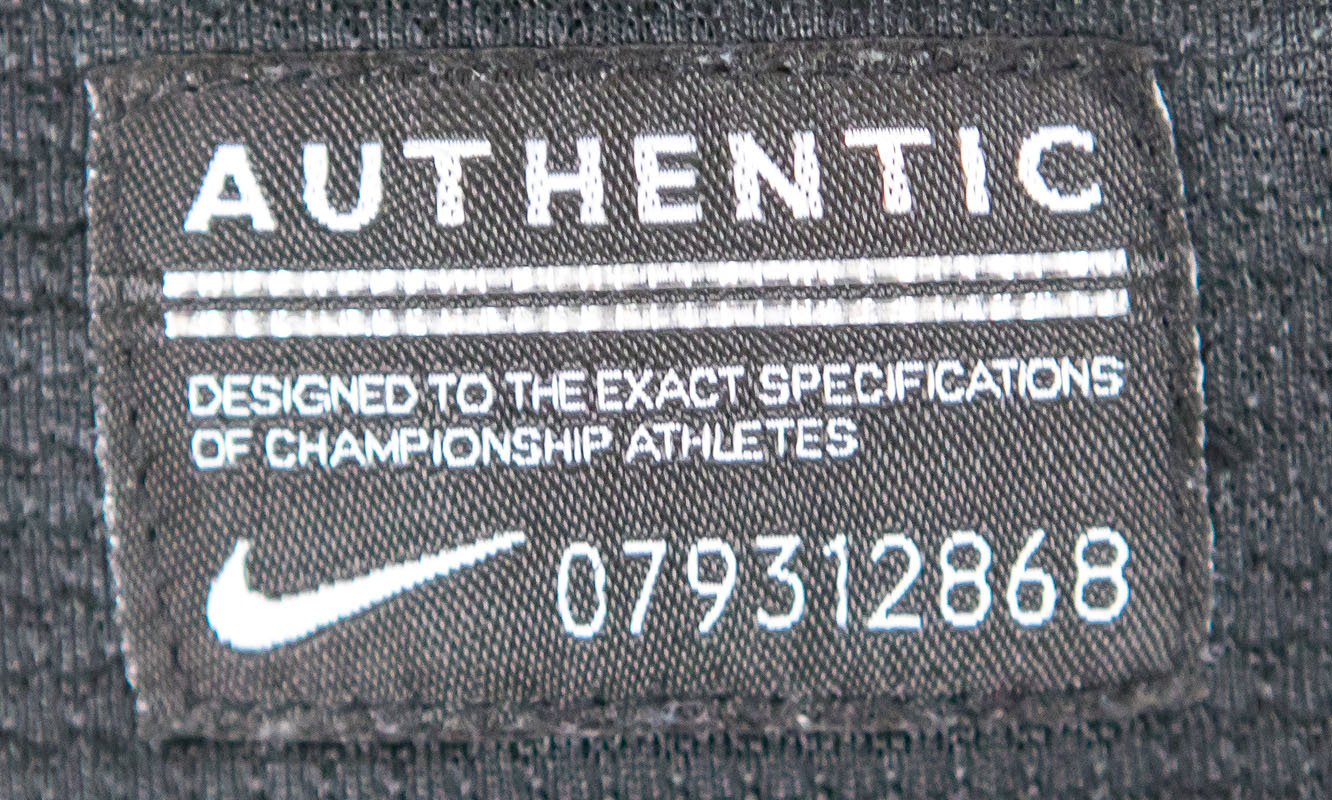 AUTHENTIC
DESIGNED TO THE EXACT SPECIFICATIONS
OF CHAMPIONSHIP ATHLETES
079312868